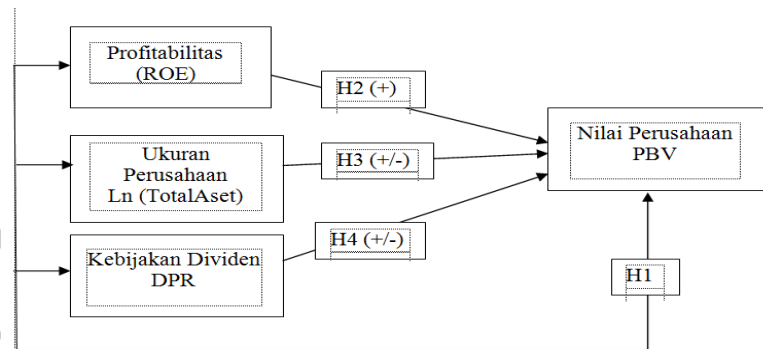 Profitabilitas
(ROE)
H2 (+)
Nilai Perusahaan
PBV
Ukuran
Perusahaan
Ln (TotalAset)
H3 (+/-)
H4 (+/-)
Kebijakan Dividen
DPR
H1